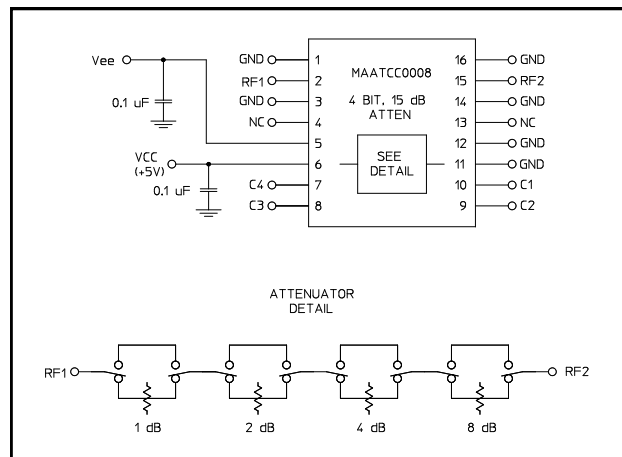 Vee
0.1 uF
VCC
(+5V)
0.1 uF
GND 1
RF1 2
GND 3
NC 4
5
6
C4 7
C3 8
MAATCC0008
4 BIT, 15 dB
ATTEN
SEE
DETAIL
16 GND
15 RF2
14 GND
13 NC
12 GND
11 GND
10 C1
9 C2
ATTENUATOR
DETAIL
RF1 RF2
1 dB 2 dB 4 dB 8 dB